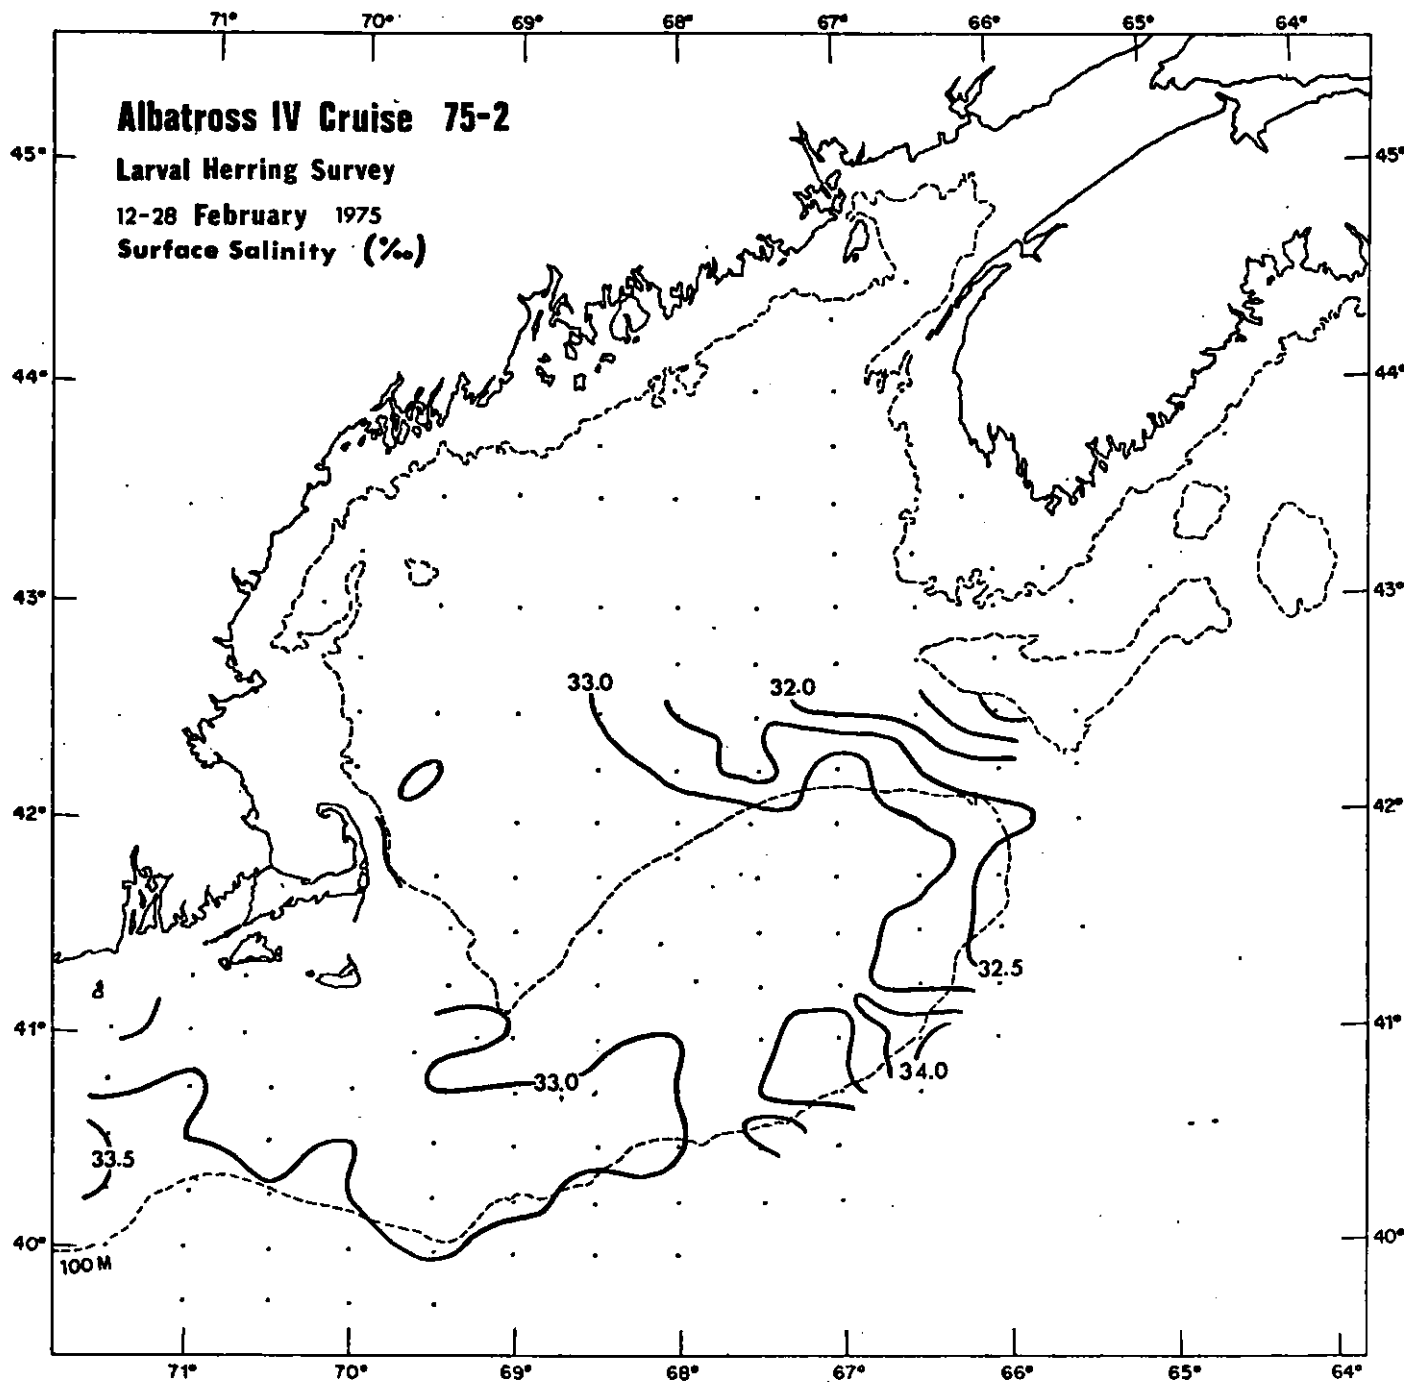 71° 70° 69° 68° 67° 66° 65° 64°
Albatross IV Cruise 75-2
45° 45°
Larval Herring Survey
12-28 February 1975
Surface Salinity (‰)
44° 44°
43° 43°
33.0 32.0
42° 42°
32.5
41° 41°
33.0 34.0
33.5
40° 40°
100 M
71° 70° 69° 68° 67° 66° 65° 64°